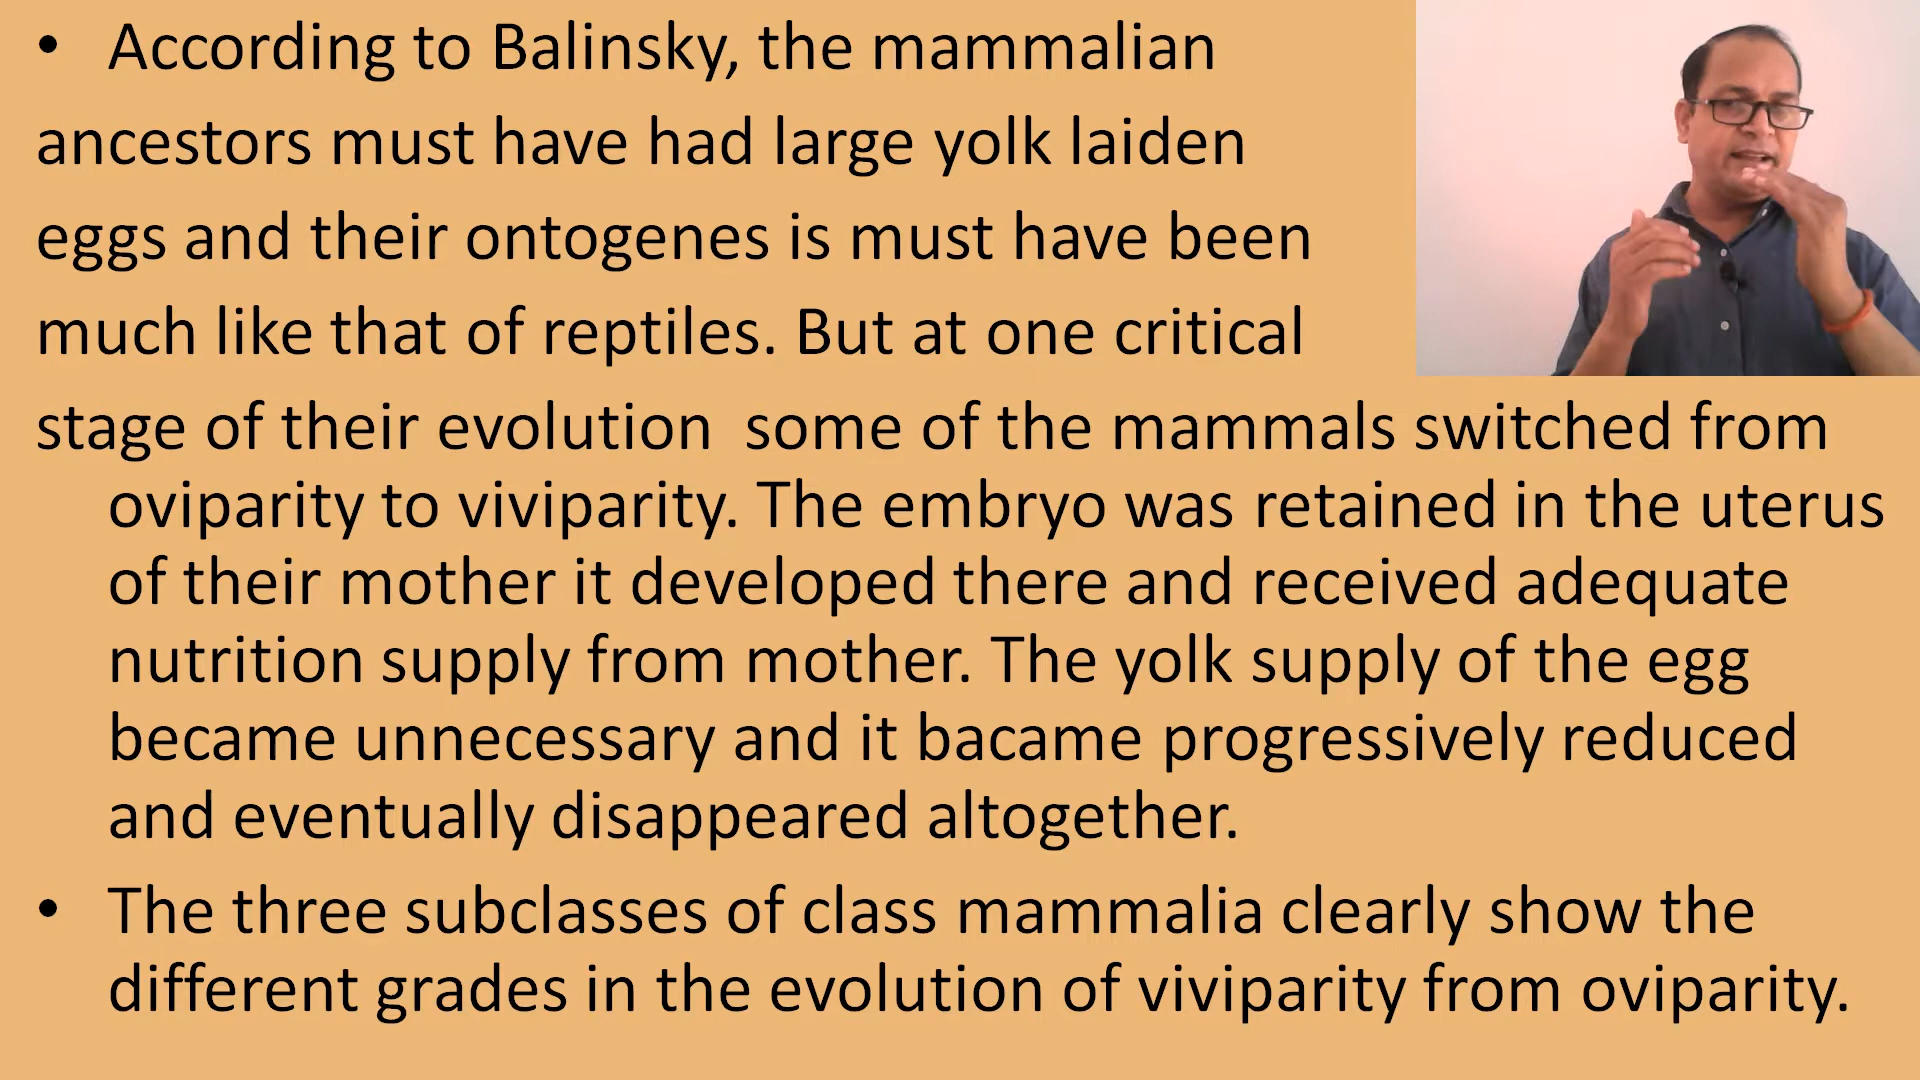 • According to Balinsky, the mammalian
ancestors must have had large yolk laiden
eggs and their ontogenes is must have been
much like that of reptiles. But at one critical
stage of their evolution  some of the mammals switched from
oviparity to viviparity. The embryo was retained in the uterus
of their mother it developed there and received adequate
nutrition supply from mother. The yolk supply of the egg
became unnecessary and it bacame progressively reduced
and eventually disappeared altogether.
• The three subclasses of class mammalia clearly show the
different grades in the evolution of viviparity from oviparity.